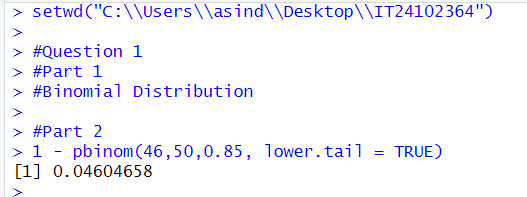 > setwd("C:\\Users\\asind\\Desktop\\IT24102364")
>
> #Question 1
> #Part 1
> #Binomial Distribution
>
> #Part 2
> 1 - pbinom(46,50,0.85, lower.tail = TRUE)
[1] 0.04604658
>